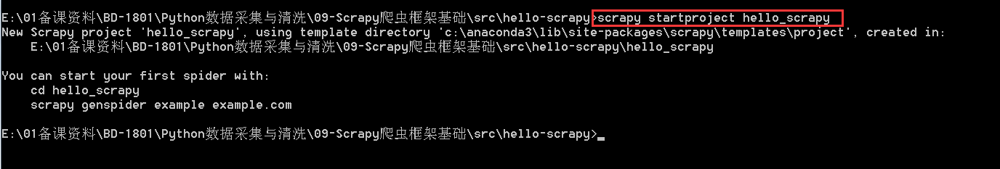 E:\01备课资料\BD-1801\Python数据采集与清洗\09-Scrapy爬虫框架基础\src\hello-scrapy>scrapy startproject hello_scrapy
New Scrapy project 'hello_scrapy', using template directory 'c:\anaconda3\lib\site-packages\scrapy\templates\project', created in:
    E:\01备课资料\BD-1801\Python数据采集与清洗\09-Scrapy爬虫框架基础\src\hello-scrapy\hello_scrapy
You can start your first spider with:
    cd hello_scrapy
    scrapy genspider example example.com
E:\01备课资料\BD-1801\Python数据采集与清洗\09-Scrapy爬虫框架基础\src\hello-scrapy>_